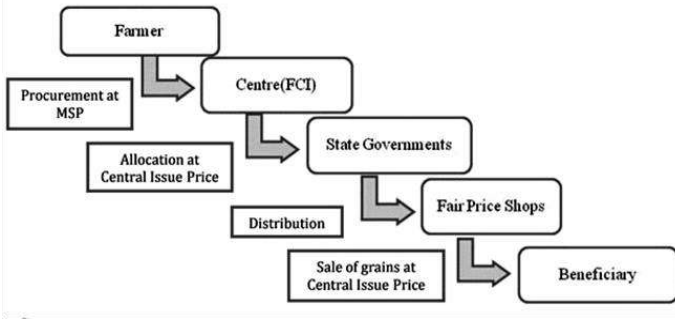 Farmer
Procurement at
MSP
Centre(FCI)
Allocation at
Central Issue Price
State Governments
Distribution
Fair Price Shops
Sale of grains at
Central Issue Price
Beneficiary